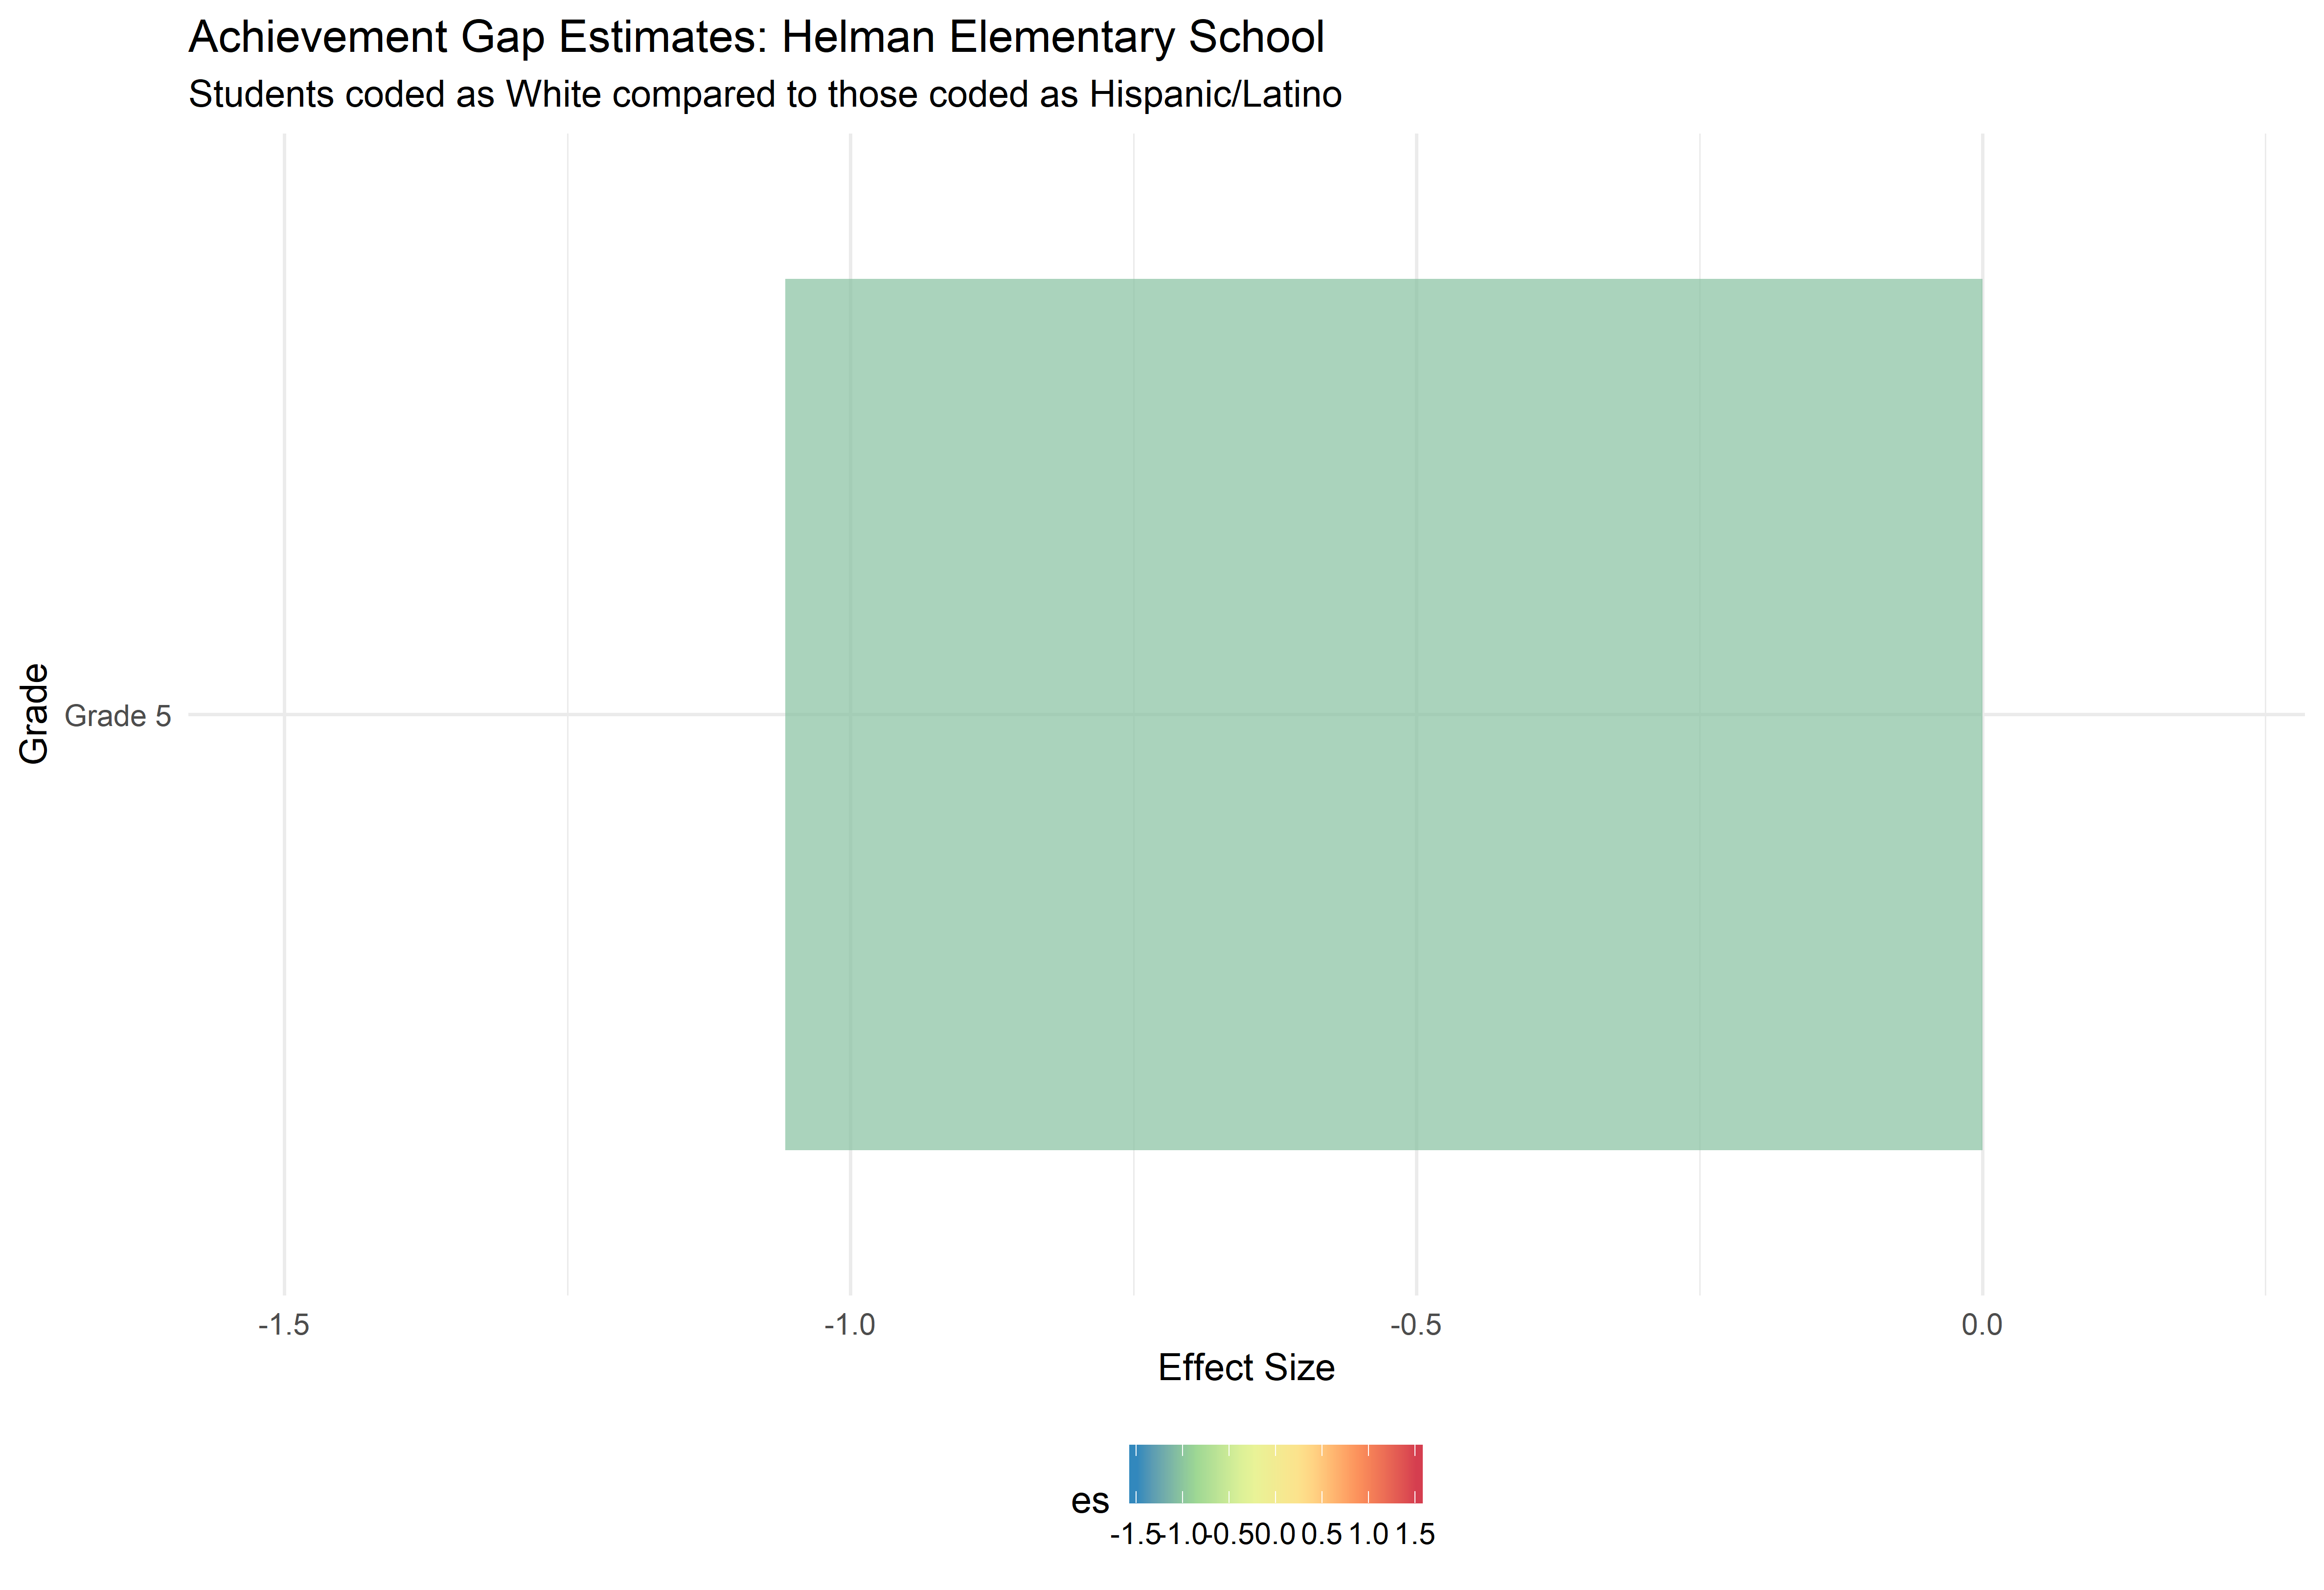 Achievement Gap Estimates: Helman Elementary School
Students coded as White compared to those coded as Hispanic/Latino
Grade
Grade 5
-1.5 -1.0 -0.5 0.0
Effect Size
es
-1.5 -1.0 -0.5 0.0 0.5 1.0 1.5